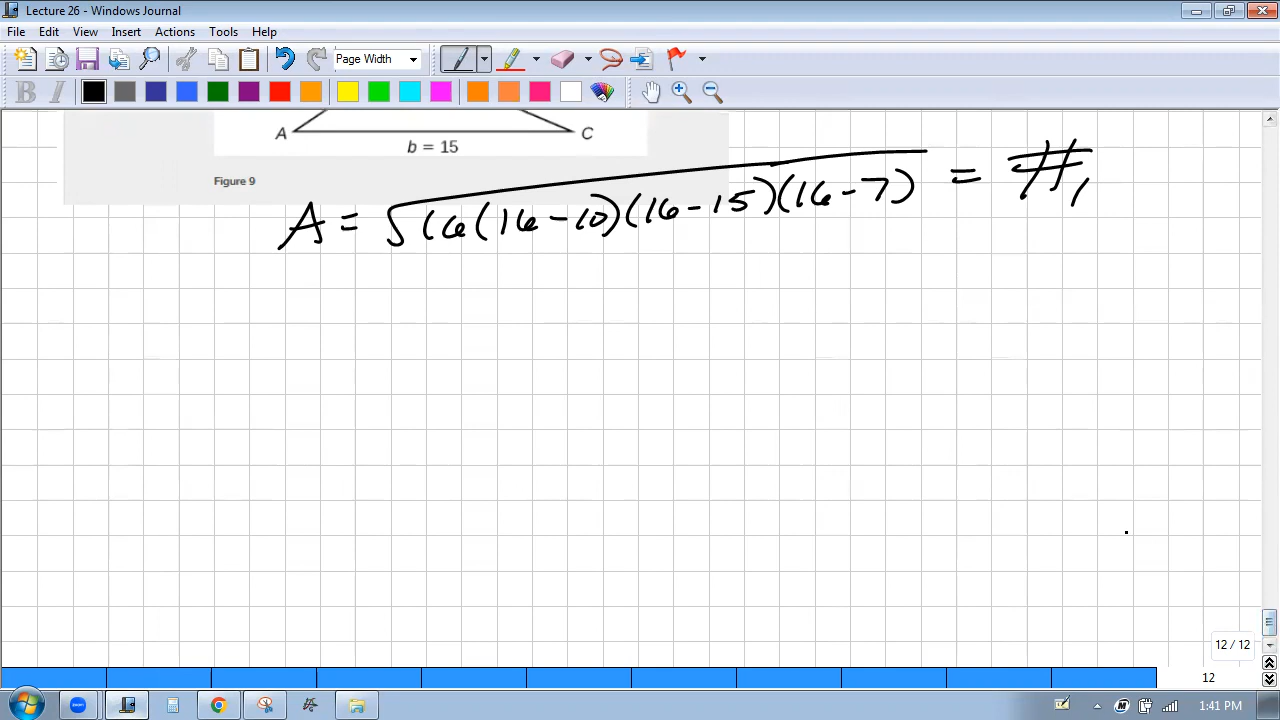 Lecture 26 - Windows Journal
File Edit View Insert Actions Tools Help
Page Width
B I
A C
b = 15
Figure 9
A = √16(16-10)(16-15)(16-7) = #,
12 / 12
12
1:41 PM